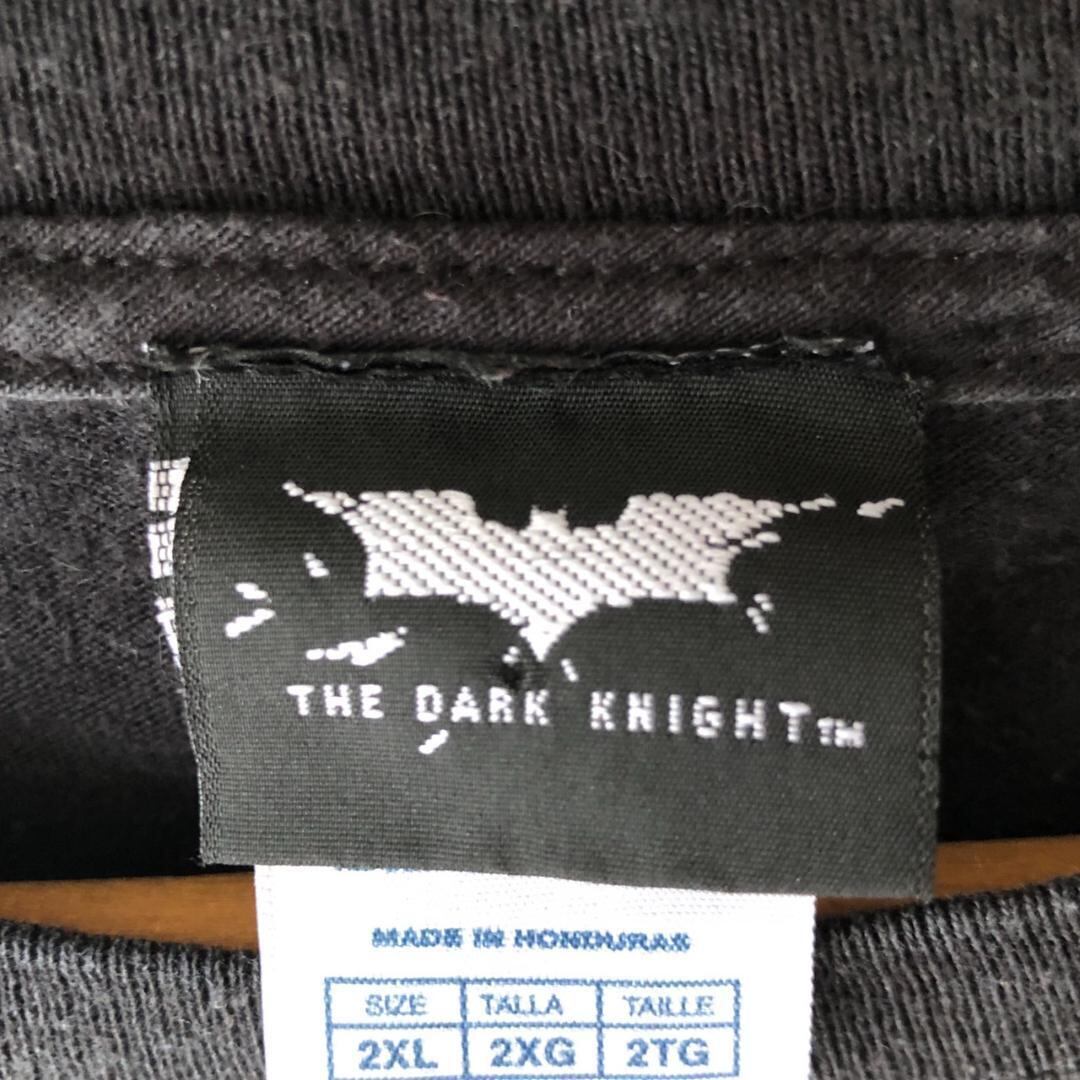 THE DARK KNIGHT™
MADE IN HONDURAS
SIZE TALLA TAILLE
2XL 2XG 2TG